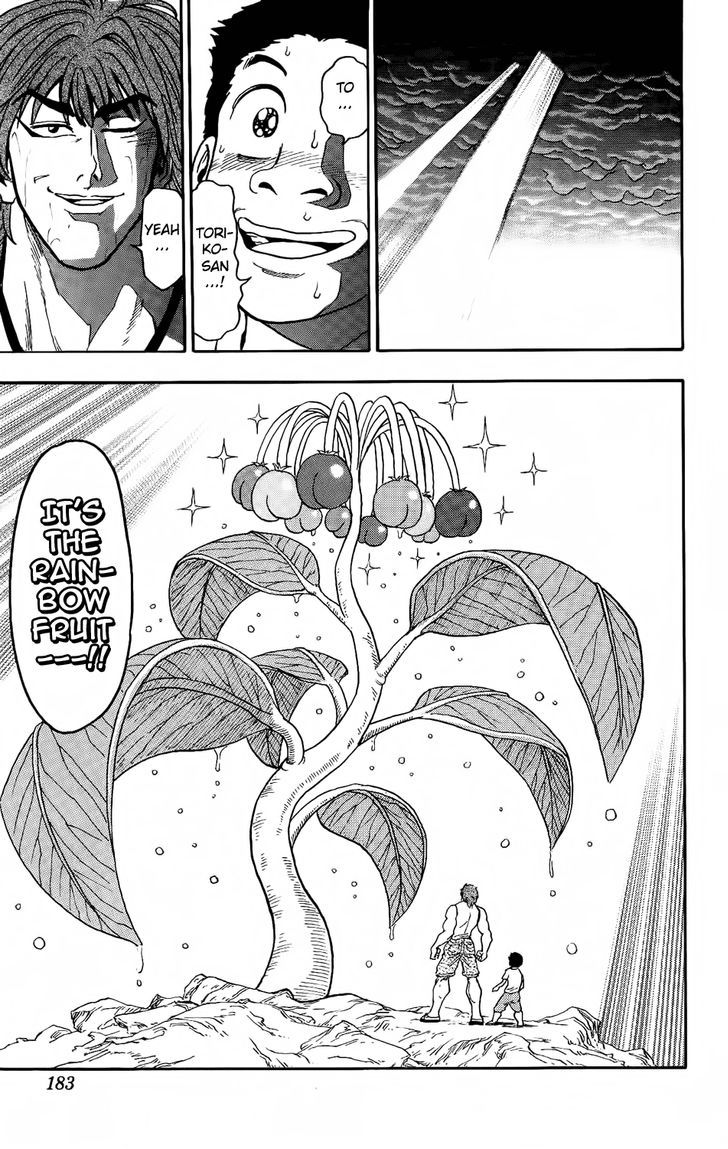 TO
...
TORI-
KO-
SAN
...!
YEAH
...
IT'S
THE
RAIN-
BOW
FRUIT
---!!
183